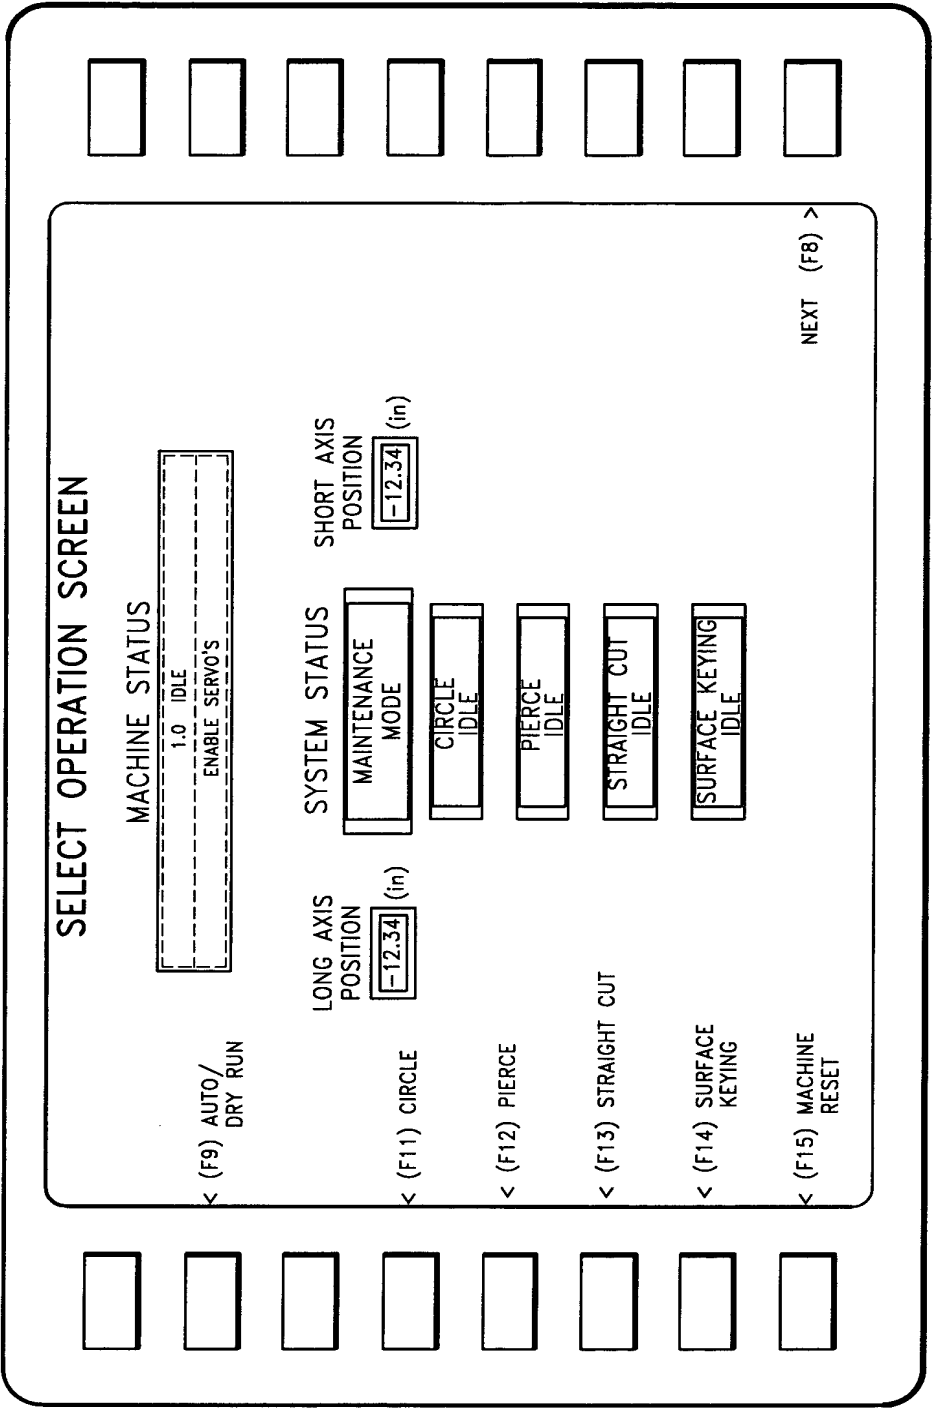 SELECT OPERATION SCREEN
MACHINE STATUS
1.0 IDLE
ENABLE SERVO'S
< (F9) AUTO/
DRY RUN
LONG AXIS
POSITION
-12.34 (in)
SYSTEM STATUS
MAINTENANCE
MODE
SHORT AXIS
POSITION
-12.34 (in)
< (F11) CIRCLE
CIRCLE
IDLE
< (F12) PIERCE
PIERCE
IDLE
< (F13) STRAIGHT CUT
STRAIGHT CUT
IDLE
< (F14) SURFACE
KEYING
SURFACE KEYING
IDLE
< (F15) MACHINE
RESET
NEXT (F8) >